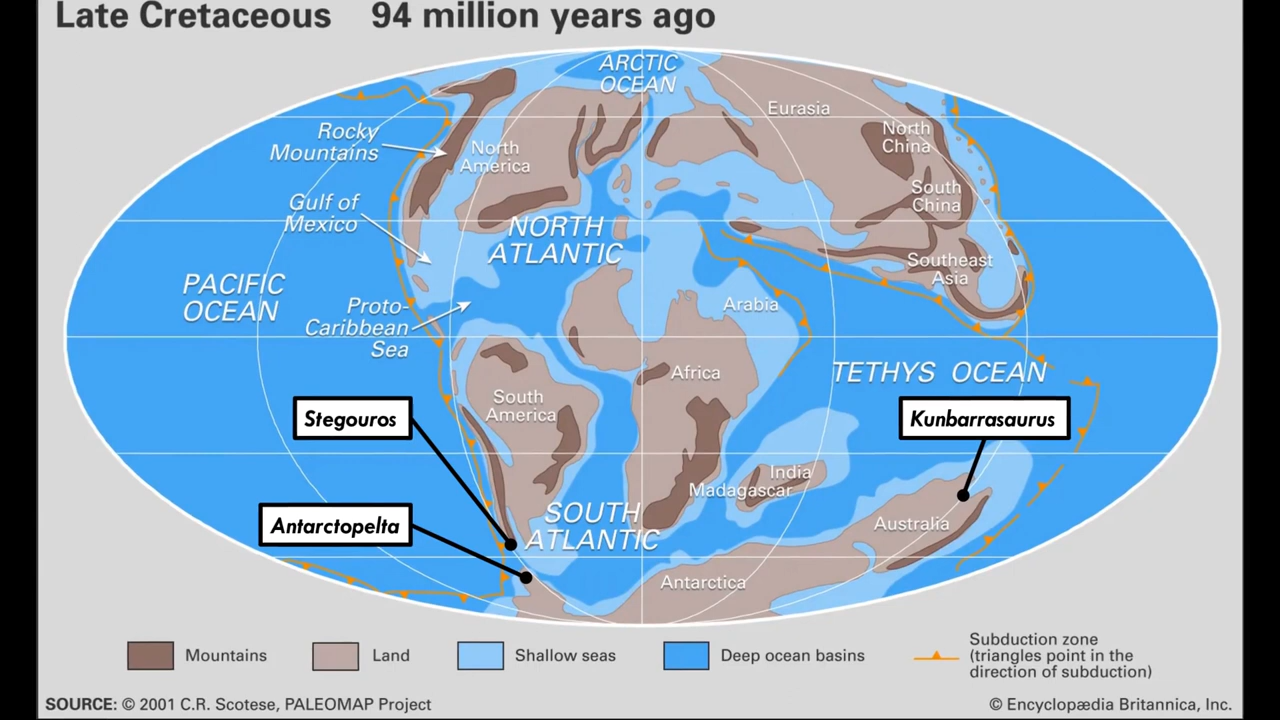 Late Cretaceous 94 million years ago
ARCTIC
OCEAN
Eurasia
Rocky
Mountains
North
America
North
China
South
China
Gulf of
Mexico
NORTH
ATLANTIC
Southeast
Asia
PACIFIC
OCEAN
Proto-
Caribbean
Sea
Arabia
Africa
TETHYS OCEAN
South
America
Stegouros
Kunbarrasaurus
India
Madagascar
Antarctopelta
SOUTH
ATLANTIC
Australia
Antarctica
Mountains
Land
Shallow seas
Deep ocean basins
Subduction zone
(triangles point in the
direction of subduction)
SOURCE: © 2001 C.R. Scotese, PALEOMAP Project
© Encyclopædia Britannica, Inc.